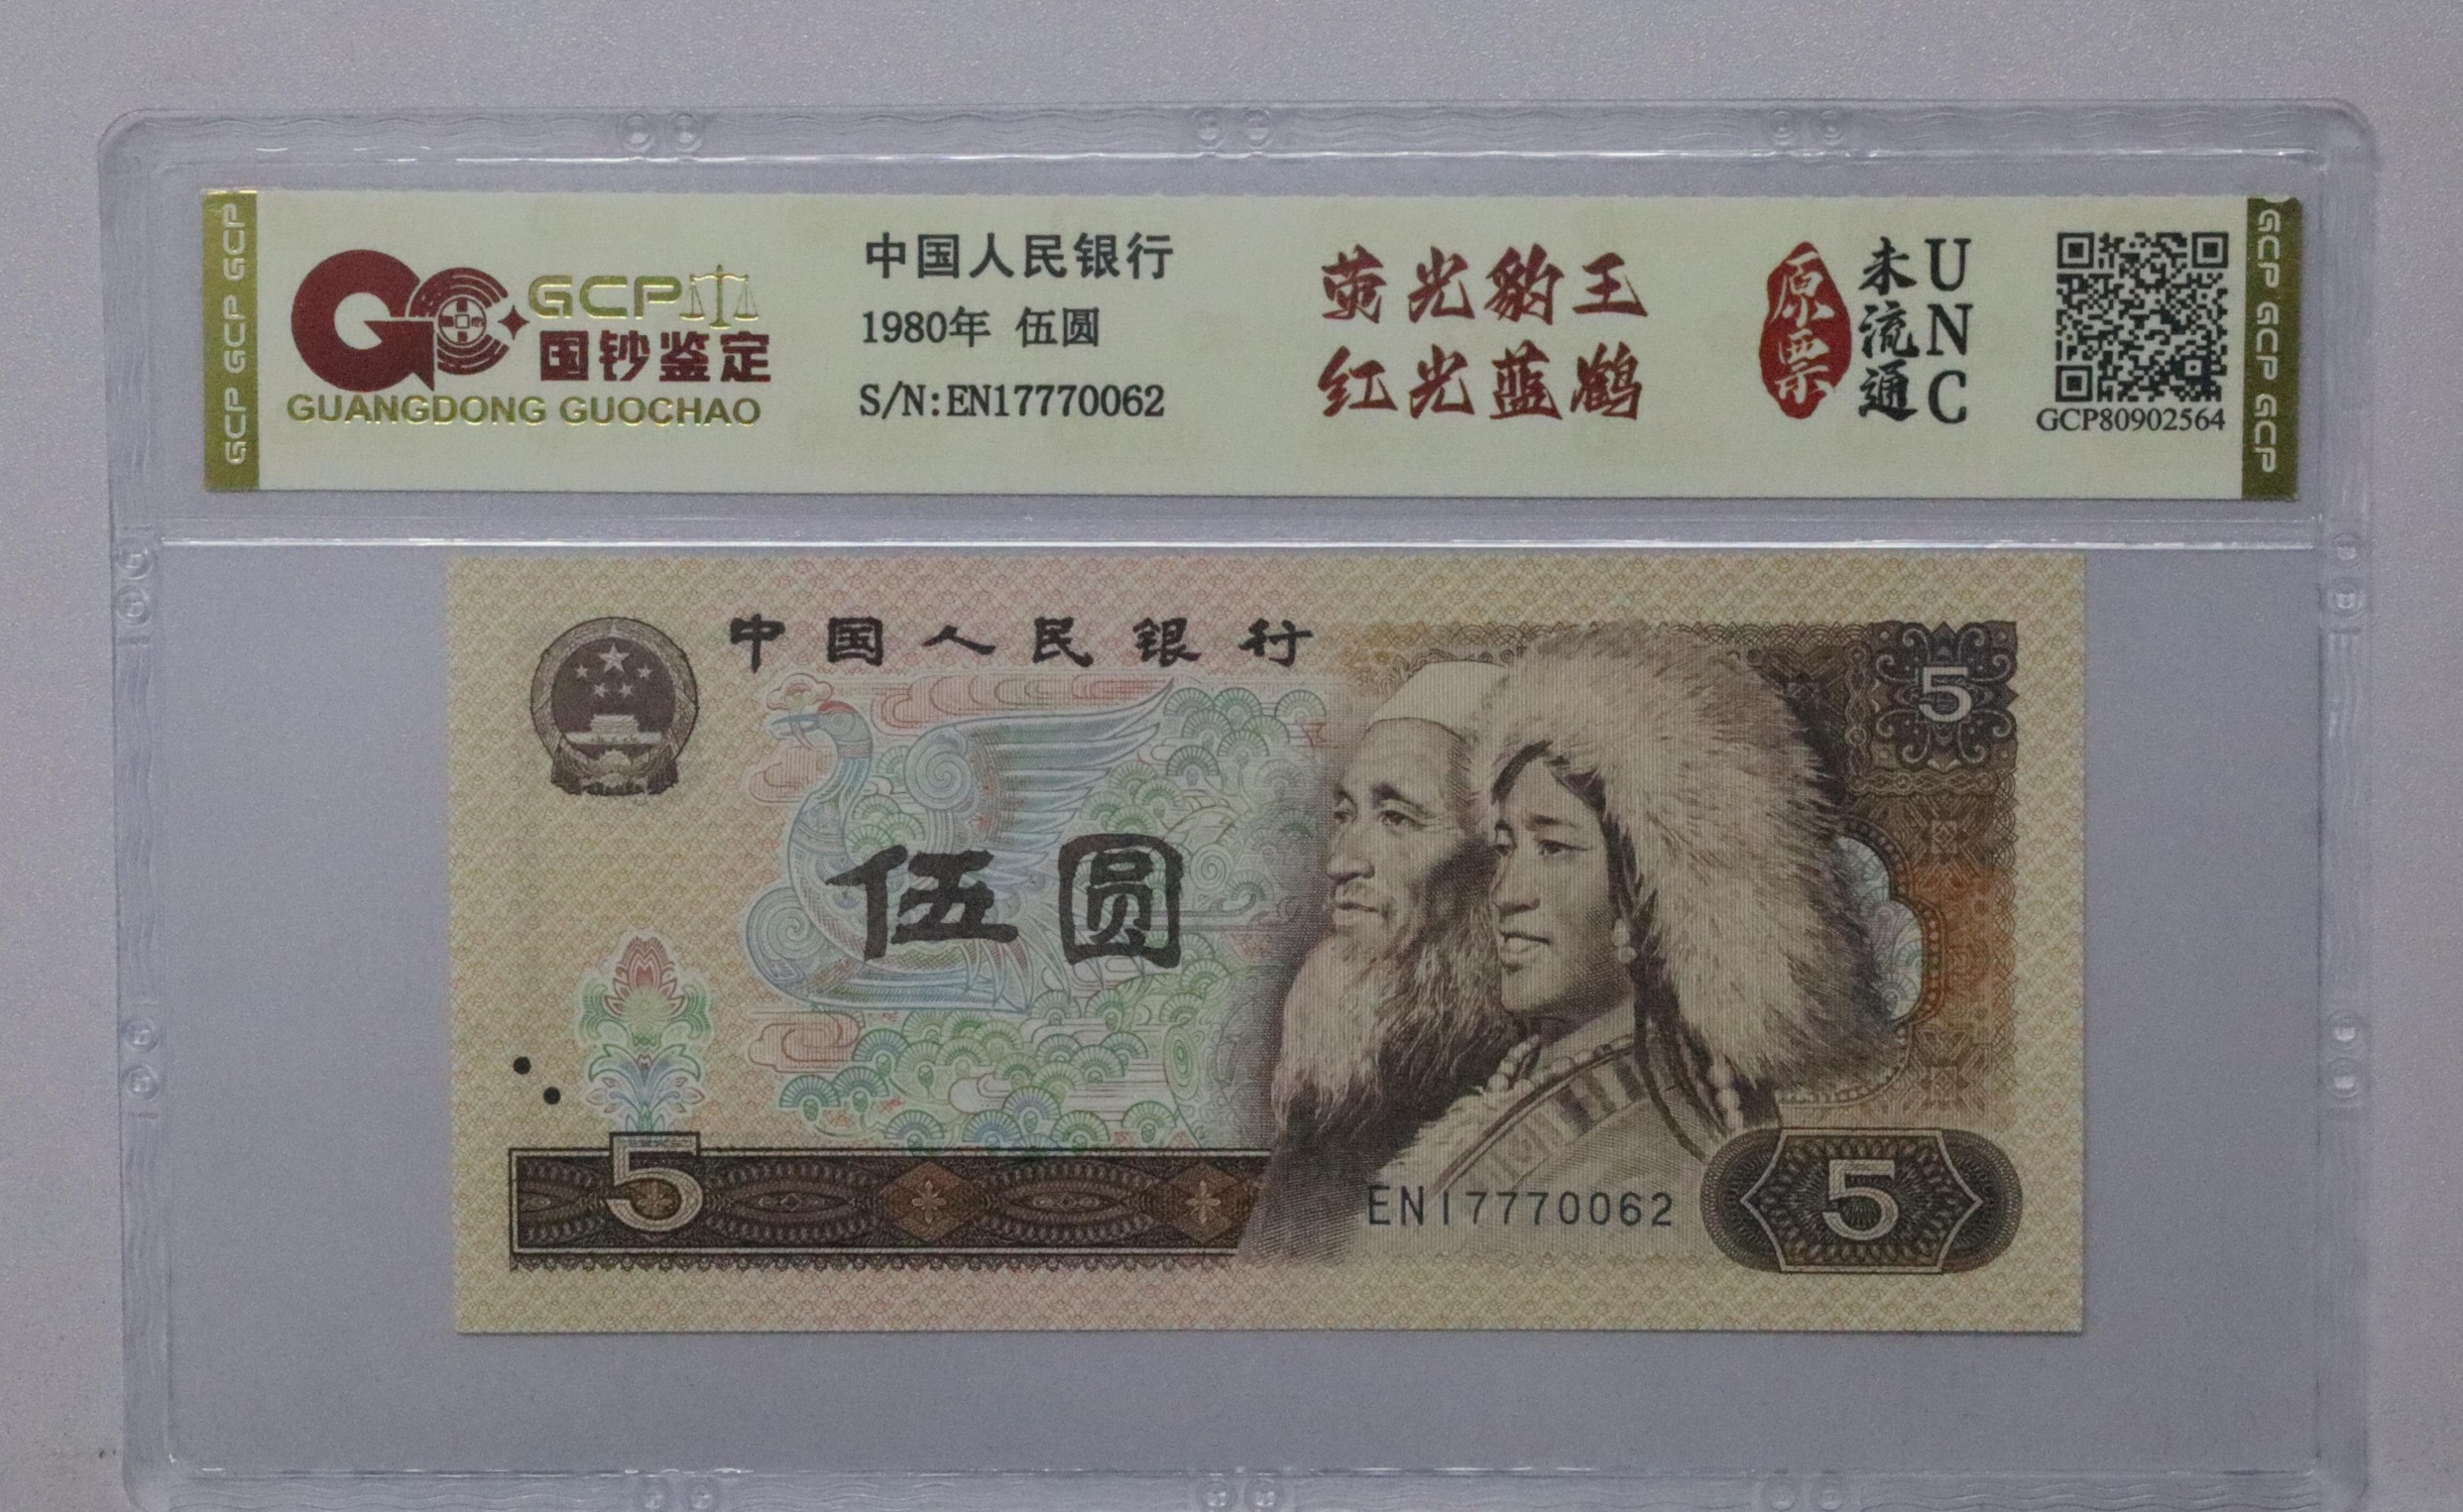 GCP GCP GCP
GCP
国钞鉴定
GUANGDONG GUOCHAO
中国人民银行
1980年 伍圆
S/N:EN17770062
荧光豹王
红光蓝鹤
原票
未流通
UNC
GCP80902564
GCP GCP GCP
中国人民银行
5
伍圆
5
EN17770062
5